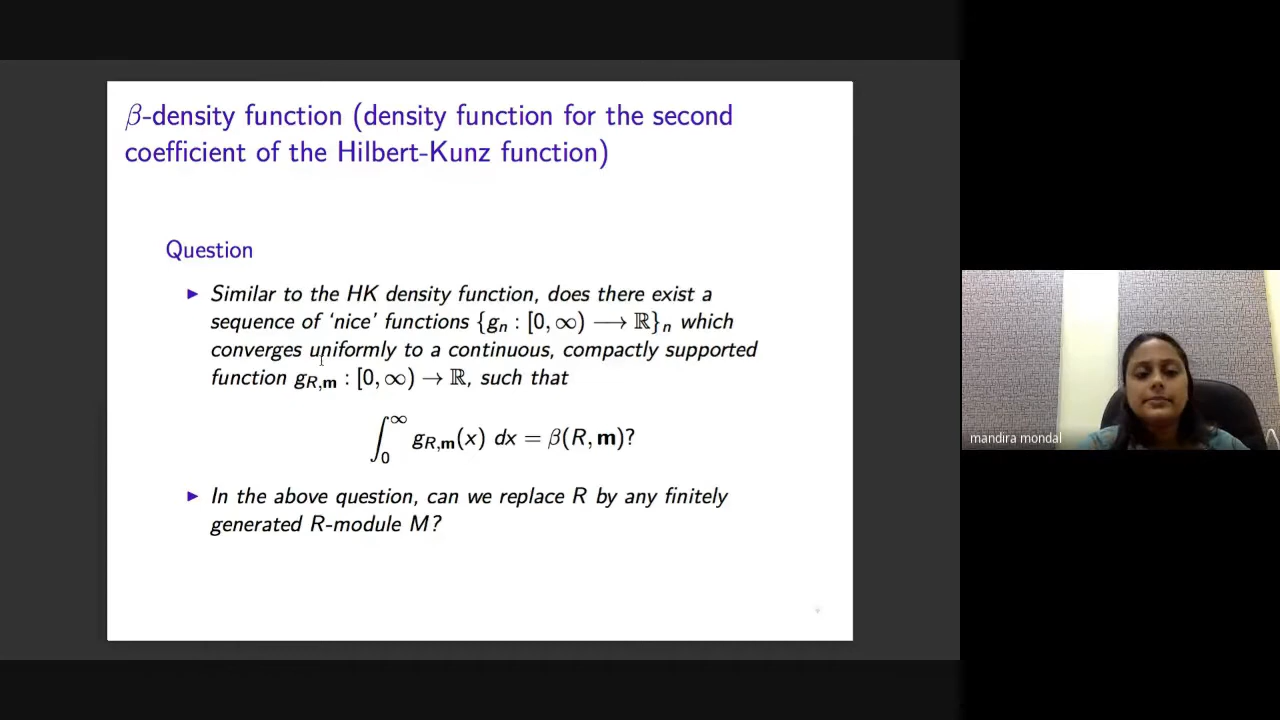 β-density function (density function for the second
coefficient of the Hilbert-Kunz function)
Question
▶ Similar to the HK density function, does there exist a
sequence of ‘nice’ functions {gₙ : [0, ∞) ⟶ ℝ}ₙ which
converges uniformly to a continuous, compactly supported
function g_{R,𝐦} : [0, ∞) → ℝ, such that
∫₀^∞ g_{R,𝐦}(x) dx = β(R, 𝐦)?
▶ In the above question, can we replace R by any finitely
generated R-module M?
mandira mondal